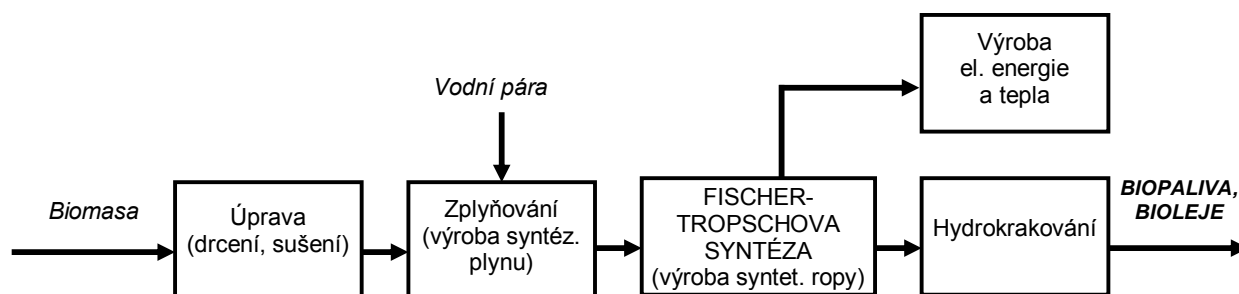 Biomasa
Úprava
(drcení, sušení)
Vodní pára
Zplyňování
(výroba syntéz.
plynu)
FISCHER-
TROPSCHOVA
SYNTÉZA
(výroba syntet. ropy)
Výroba
el. energie
a tepla
Hydrokrakování
BIOPALIVA,
BIOLEJE